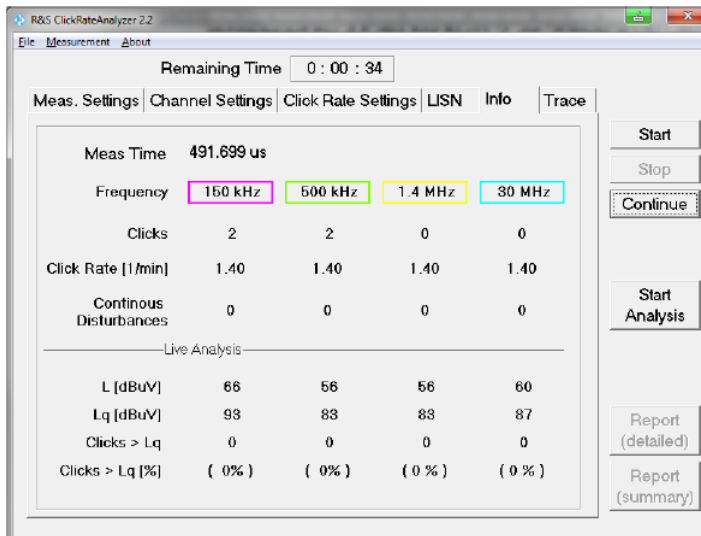 R&S ClickRateAnalyzer 2.2
File Measurement About
Remaining Time 0 : 00 : 34
Meas. Settings Channel Settings Click Rate Settings LISN Info Trace
Start
Meas Time 491.699 us
Stop
Frequency 150 kHz 500 kHz 1.4 MHz 30 MHz
Continue
Clicks 2 2 0 0
Click Rate [1/min] 1.40 1.40 1.40 1.40
Continous
Disturbances 0 0 0 0
Start
Analysis
Live Analysis
L [dBuV] 66 56 56 60
Lq [dBuV] 93 83 83 87
Clicks > Lq 0 0 0 0
Clicks > Lq [%] ( 0% ) ( 0% ) ( 0 % ) ( 0 % )
Report
(detailed)
Report
(summary)